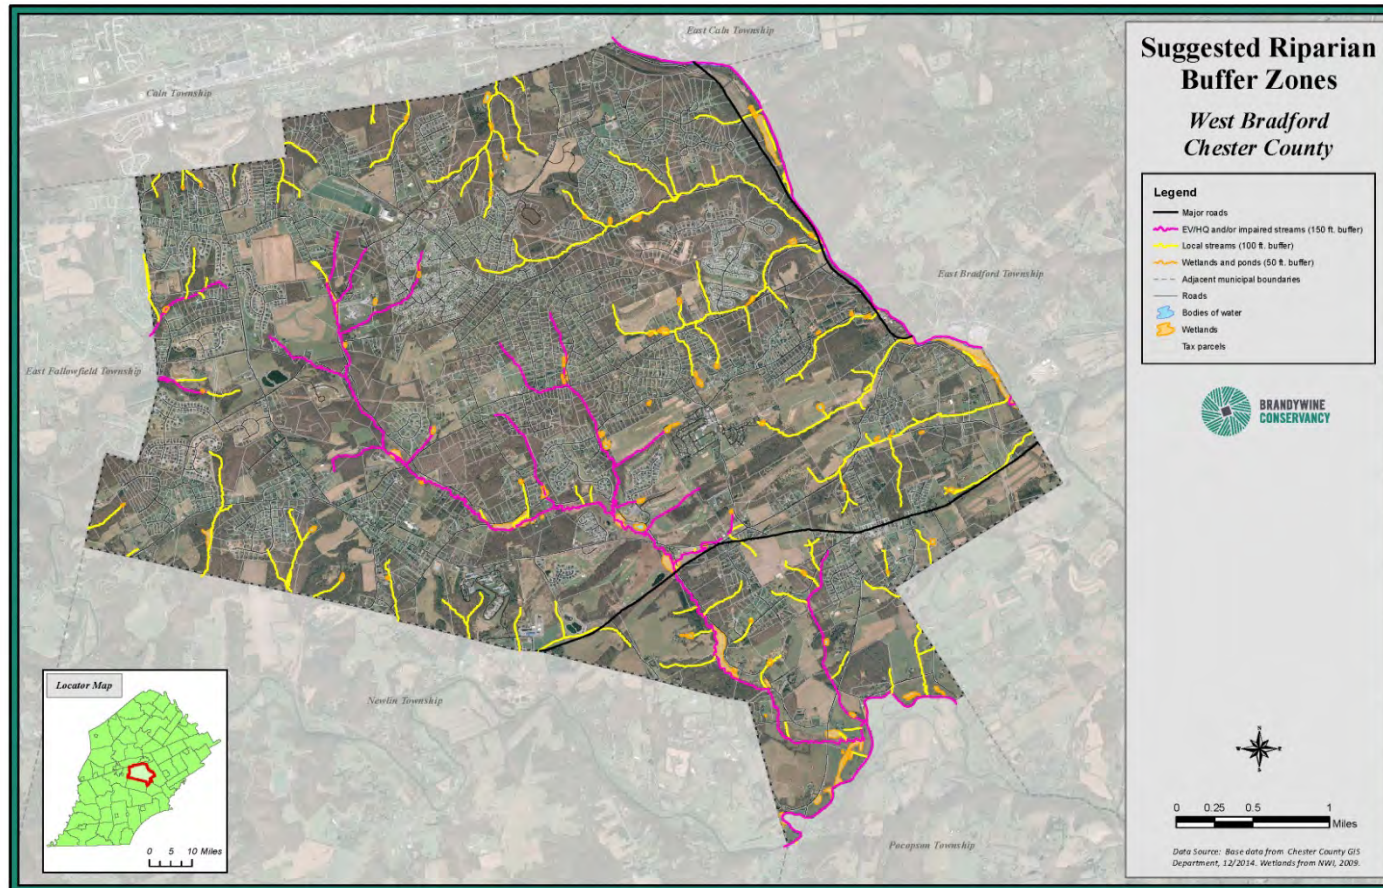 East Caln Township
Caln Township
East Bradford Township
East Fallowfield Township
Newlin Township
Pocopson Township
Locator Map
0 5 10 Miles
Suggested Riparian
Buffer Zones
West Bradford
Chester County
Legend
Major roads
EV/HQ and/or impaired streams (150 ft. buffer)
Local streams (100 ft. buffer)
Wetlands and ponds (50 ft. buffer)
Adjacent municipal boundaries
Roads
Bodies of water
Wetlands
Tax parcels
BRANDYWINE
CONSERVANCY
N
0 0.25 0.5 1
Miles
Data Source: Base data from Chester County GIS
Department, 12/2014. Wetlands from NWI, 2009.